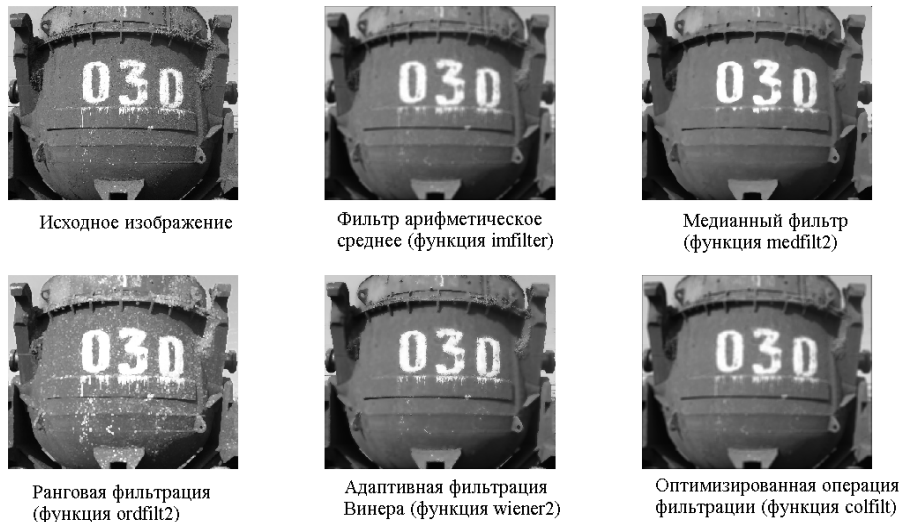 030
030
030
Исходное изображение
Фильтр арифметическое
среднее (функция imfilter)
Медианный фильтр
(функция medfilt2)
030
030
030
Ранговая фильтрация
(функция ordfilt2)
Адаптивная фильтрация
Винера (функция wiener2)
Оптимизированная операция
фильтрации (функция colfilt)